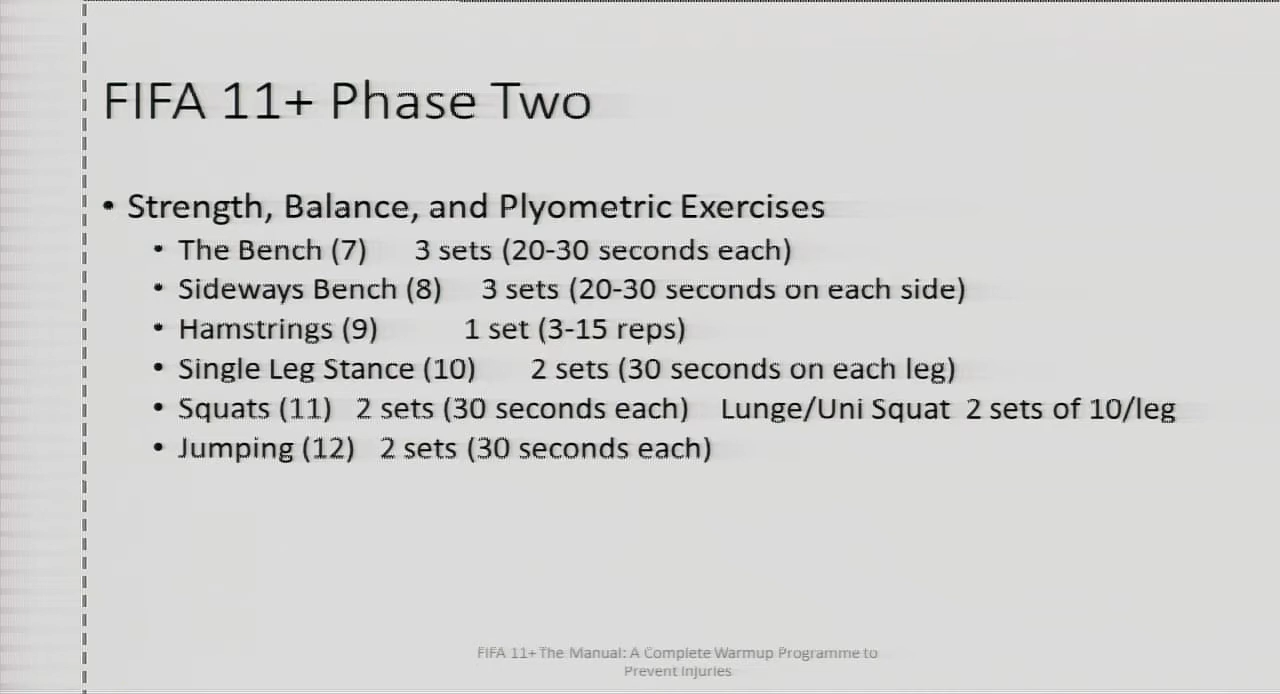 FIFA 11+ Phase Two
• Strength, Balance, and Plyometric Exercises
• The Bench (7) 3 sets (20-30 seconds each)
• Sideways Bench (8) 3 sets (20-30 seconds on each side)
• Hamstrings (9) 1 set (3-15 reps)
• Single Leg Stance (10) 2 sets (30 seconds on each leg)
• Squats (11) 2 sets (30 seconds each) Lunge/Uni Squat 2 sets of 10/leg
• Jumping (12) 2 sets (30 seconds each)
FIFA 11+ The Manual: A Complete Warmup Programme to
Prevent Injuries